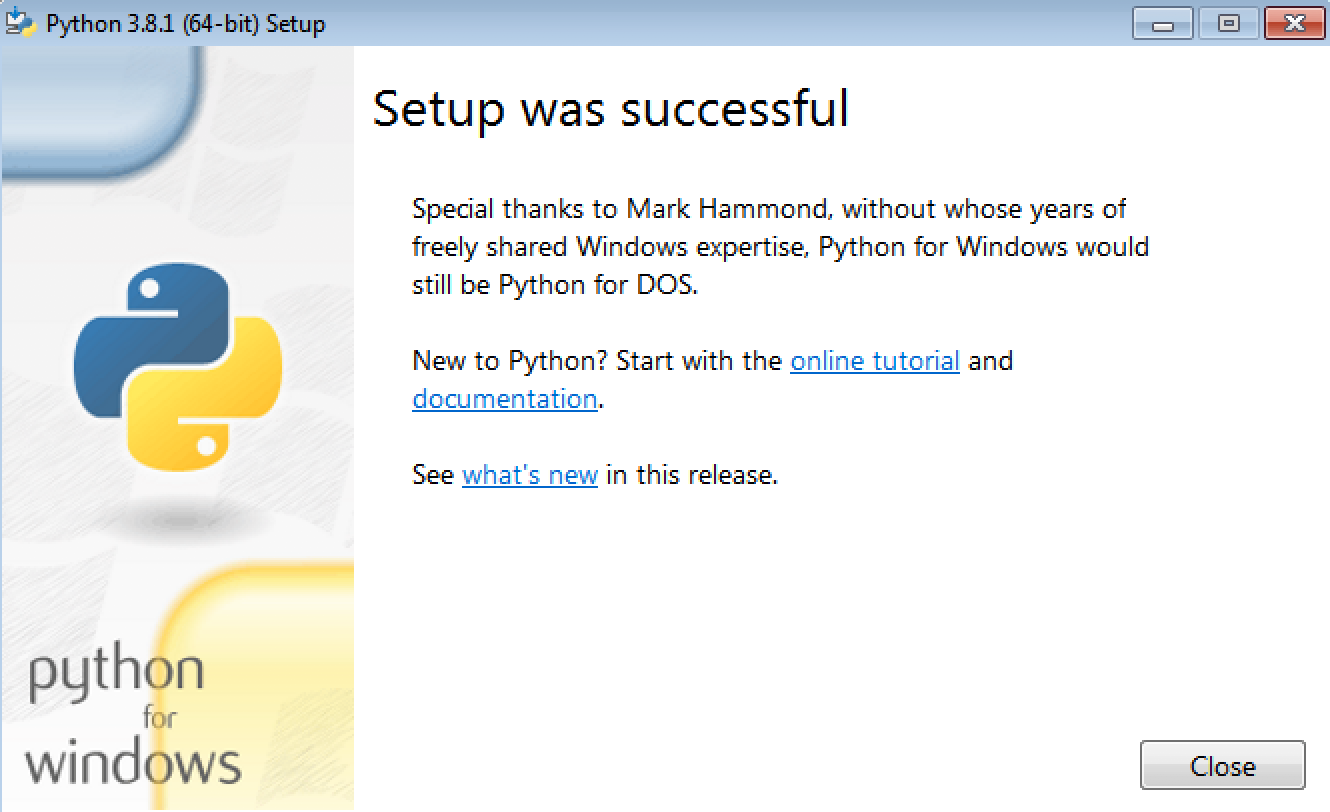 Python 3.8.1 (64-bit) Setup
Setup was successful
Special thanks to Mark Hammond, without whose years of
freely shared Windows expertise, Python for Windows would
still be Python for DOS.
New to Python? Start with the online tutorial and
documentation.
See what's new in this release.
python
for
windows
Close